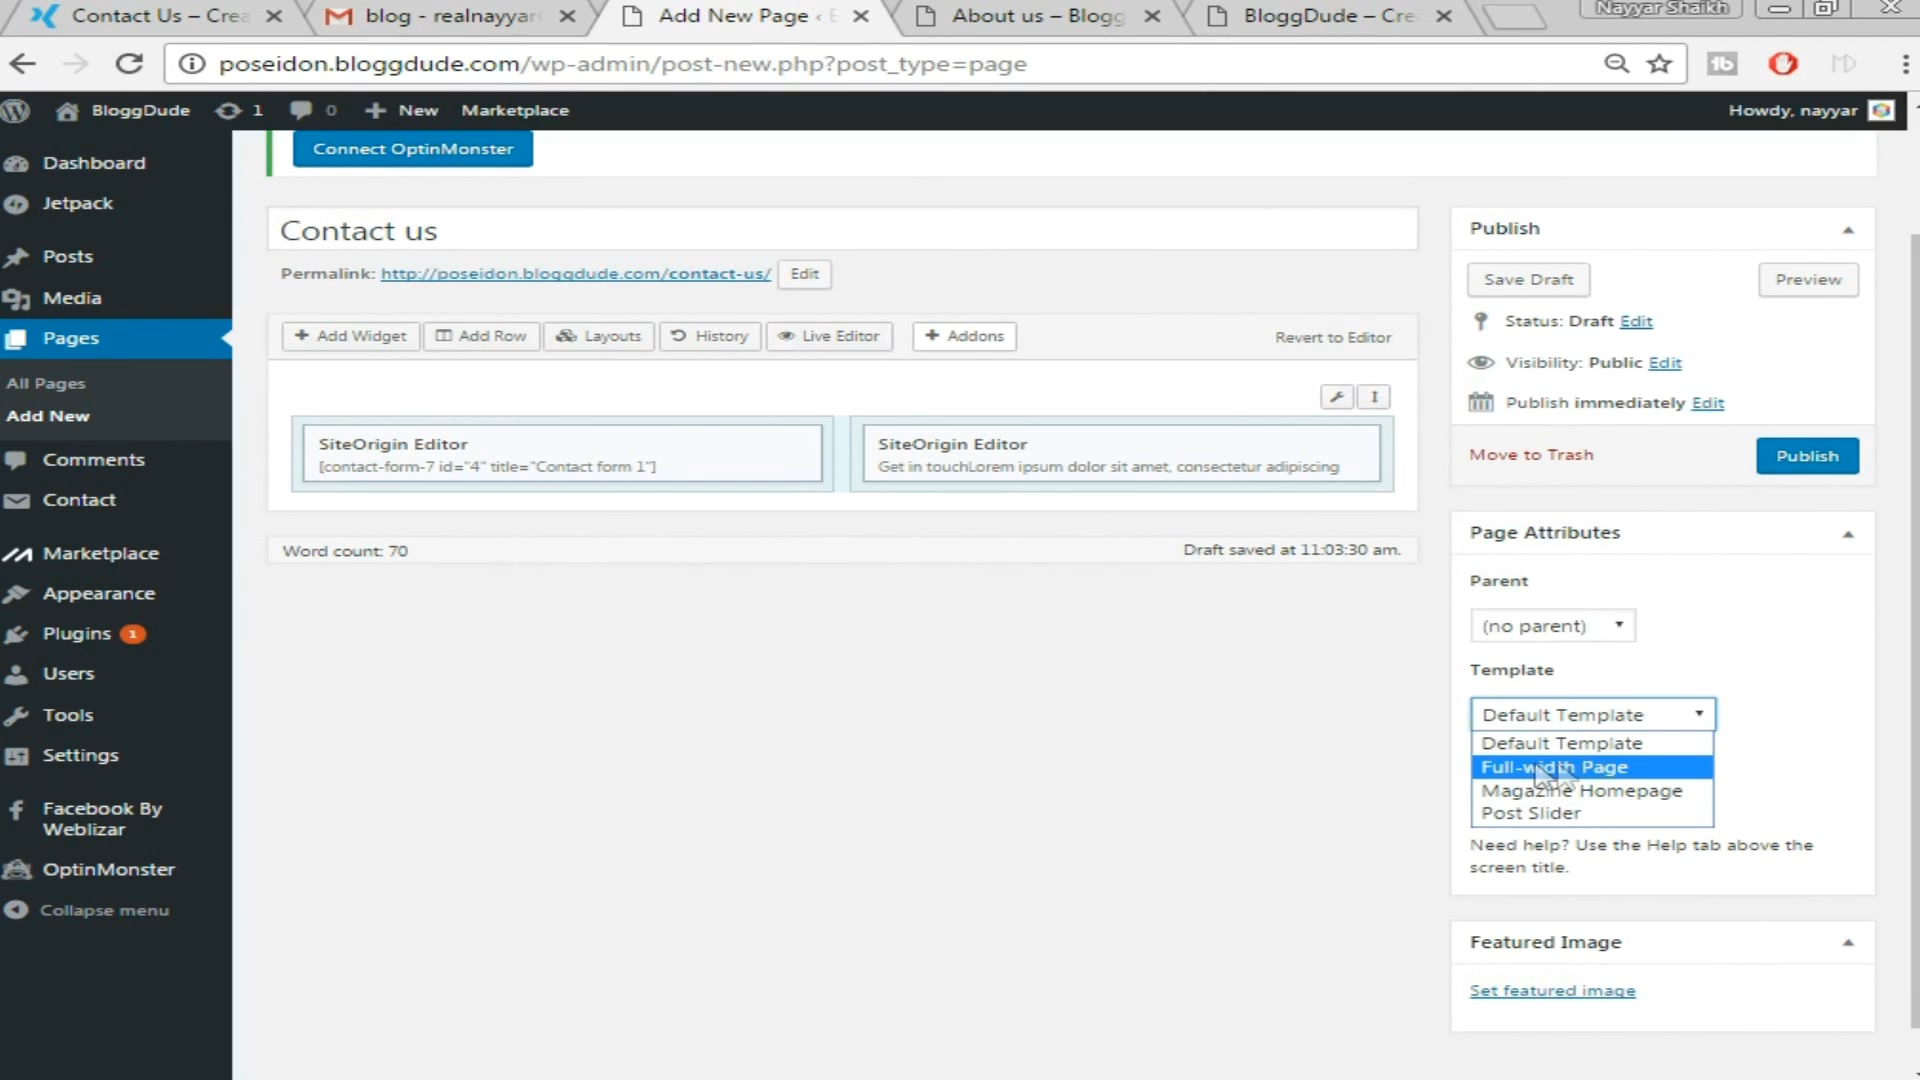 Contact Us – Crea
blog - realnayyar
Add New Page ‹ B
About us – Blogg
BloggDude – Cre
Nayyar Shaikh
poseidon.bloggdude.com/wp-admin/post-new.php?post_type=page
BloggDude
1
0
New
Marketplace
Howdy, nayyar
Dashboard
Jetpack
Posts
Media
Pages
All Pages
Add New
Comments
Contact
Marketplace
Appearance
Plugins 1
Users
Tools
Settings
Facebook By
Weblizar
OptinMonster
Collapse menu
Connect OptinMonster
Contact us
Permalink: http://poseidon.bloggdude.com/contact-us/ Edit
Add Widget
Add Row
Layouts
History
Live Editor
Addons
Revert to Editor
SiteOrigin Editor
[contact-form-7 id="4" title="Contact form 1"]
SiteOrigin Editor
Get in touchLorem ipsum dolor sit amet, consectetur adipiscing
Word count: 70
Draft saved at 11:03:30 am.
Publish
Save Draft
Preview
Status: Draft Edit
Visibility: Public Edit
Publish immediately Edit
Move to Trash
Publish
Page Attributes
Parent
(no parent)
Template
Default Template
Default Template
Full-width Page
Magazine Homepage
Post Slider
Need help? Use the Help tab above the
screen title.
Featured Image
Set featured image